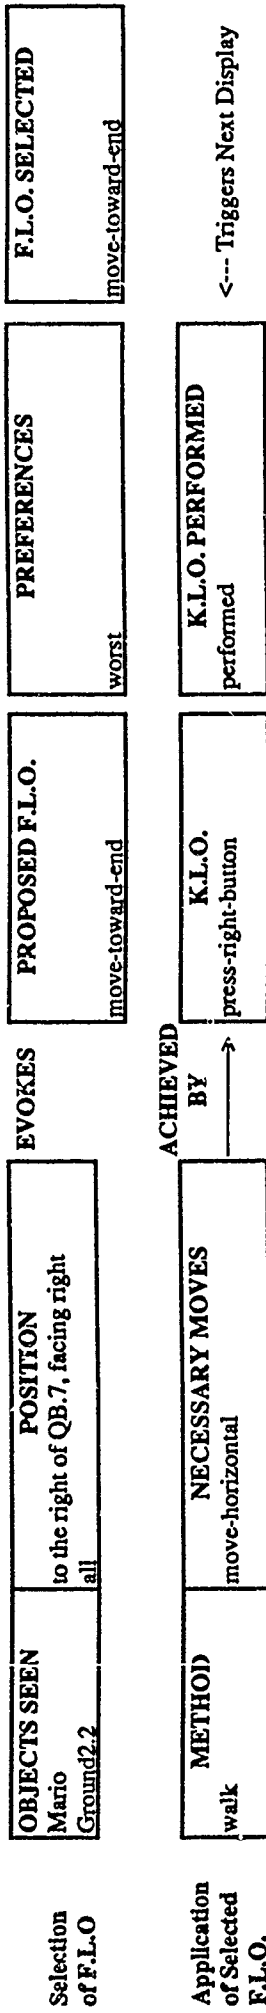 Selection
of F.L.O
OBJECTS SEEN
Mario
Ground2.2
POSITION
to the right of QB.7, facing right
all
EVOKES
PROPOSED F.L.O.
move-toward-end
PREFERENCES
worst
F.L.O. SELECTED
move-toward-end
Application
of Selected
F.L.O.
METHOD
walk
NECESSARY MOVES
move-horizontal
ACHIEVED
BY
K.L.O.
press-right-button
K.L.O. PERFORMED
performed
<--- Triggers Next Display